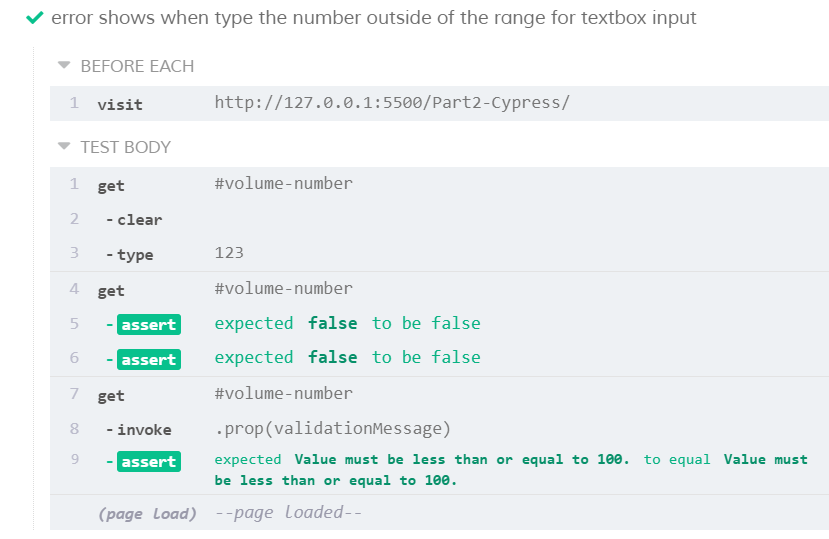 error shows when type the number outside of the range for textbox input
BEFORE EACH
1 visit http://127.0.0.1:5500/Part2-Cypress/
TEST BODY
1 get #volume-number
2 - clear
3 - type 123
4 get #volume-number
5 - assert expected false to be false
6 - assert expected false to be false
7 get #volume-number
8 - invoke .prop(validationMessage)
9 - assert expected Value must be less than or equal to 100. to equal Value must
be less than or equal to 100.
(page load) --page loaded--